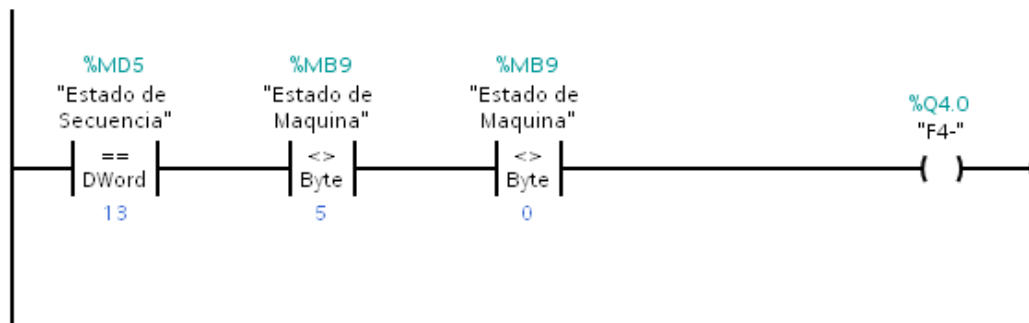 %MD5 %MB9 %MB9
"Estado de "Estado de "Estado de %Q4.0
Secuencia" Maquina" Maquina" "F4-"
== <> <>
DWord Byte Byte
13 5 0